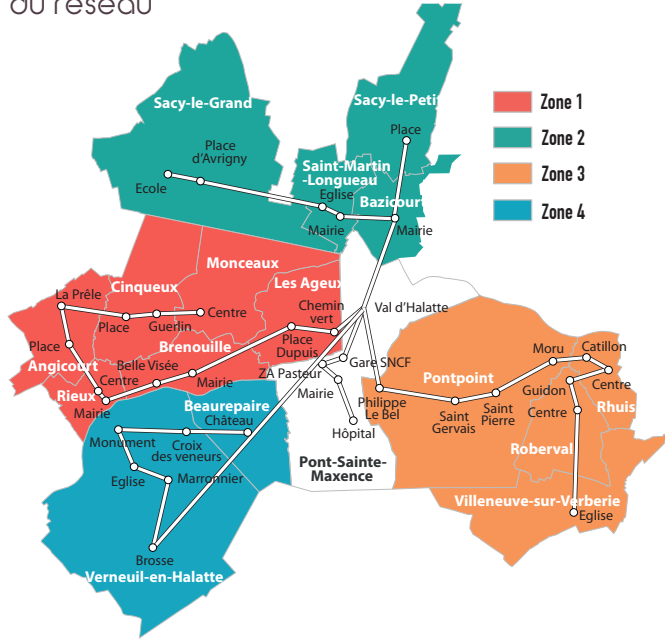 du réseau
Zone 1
Zone 2
Zone 3
Zone 4
Sacy-le-Grand
Place
d'Avrigny
Ecole
Sacy-le-Petit
Place
Saint-Martin
-Longueau
Eglise
Mairie
Bazicourt
Mairie
Monceaux
Cinqueux
Les Ageux
La Prêle
Place
Guerlin
Centre
Chemin
vert
Val d'Halatte
Place
Dupuis
Brenouille
Place
Angicourt
Belle Visée
Centre
Mairie
Rieux
Mairie
Gare SNCF
ZA Pasteur
Mairie
Hôpital
Pont-Sainte-
Maxence
Philippe
Le Bel
Pontpoint
Saint
Gervais
Saint
Pierre
Moru
Catillon
Centre
Guidon
Centre
Rhuis
Roberval
Villeneuve-sur-Verberie
Eglise
Beaurepaire
Château
Monument
Croix
des veneurs
Eglise
Marronnier
Brosse
Verneuil-en-Halatte